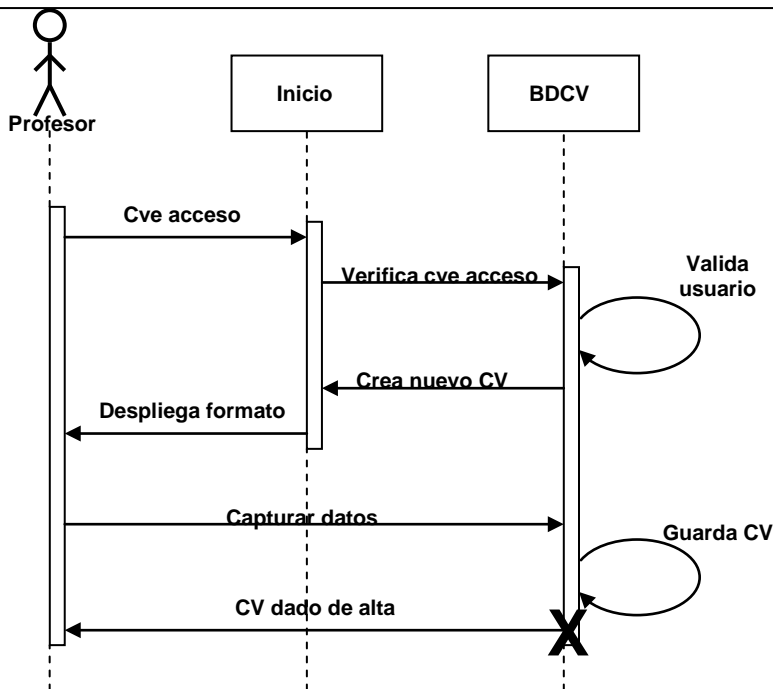 Profesor
Inicio
BDCV
Cve acceso
Verifica cve acceso
Valida
usuario
Crea nuevo CV
Despliega formato
Capturar datos
Guarda CV
CV dado de alta
X